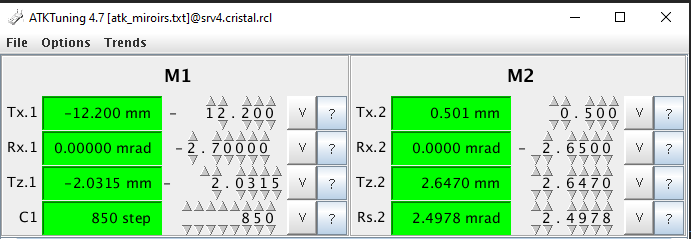 ATKTuning 4.7 [atk_miroirs.txt]@srv4.cristal.rcl
File Options Trends
M1
Tx.1 -12.200 mm - 12.200 V ?
Rx.1 0.00000 mrad -2.70000 V ?
Tz.1 -2.0315 mm - 2.0315 V ?
C1 850 step 850 V ?
M2
Tx.2 0.501 mm 0.500 V ?
Rx.2 0.0000 mrad - 2.6500 V ?
Tz.2 2.6470 mm 2.6470 V ?
Rs.2 2.4978 mrad 2.4978 V ?